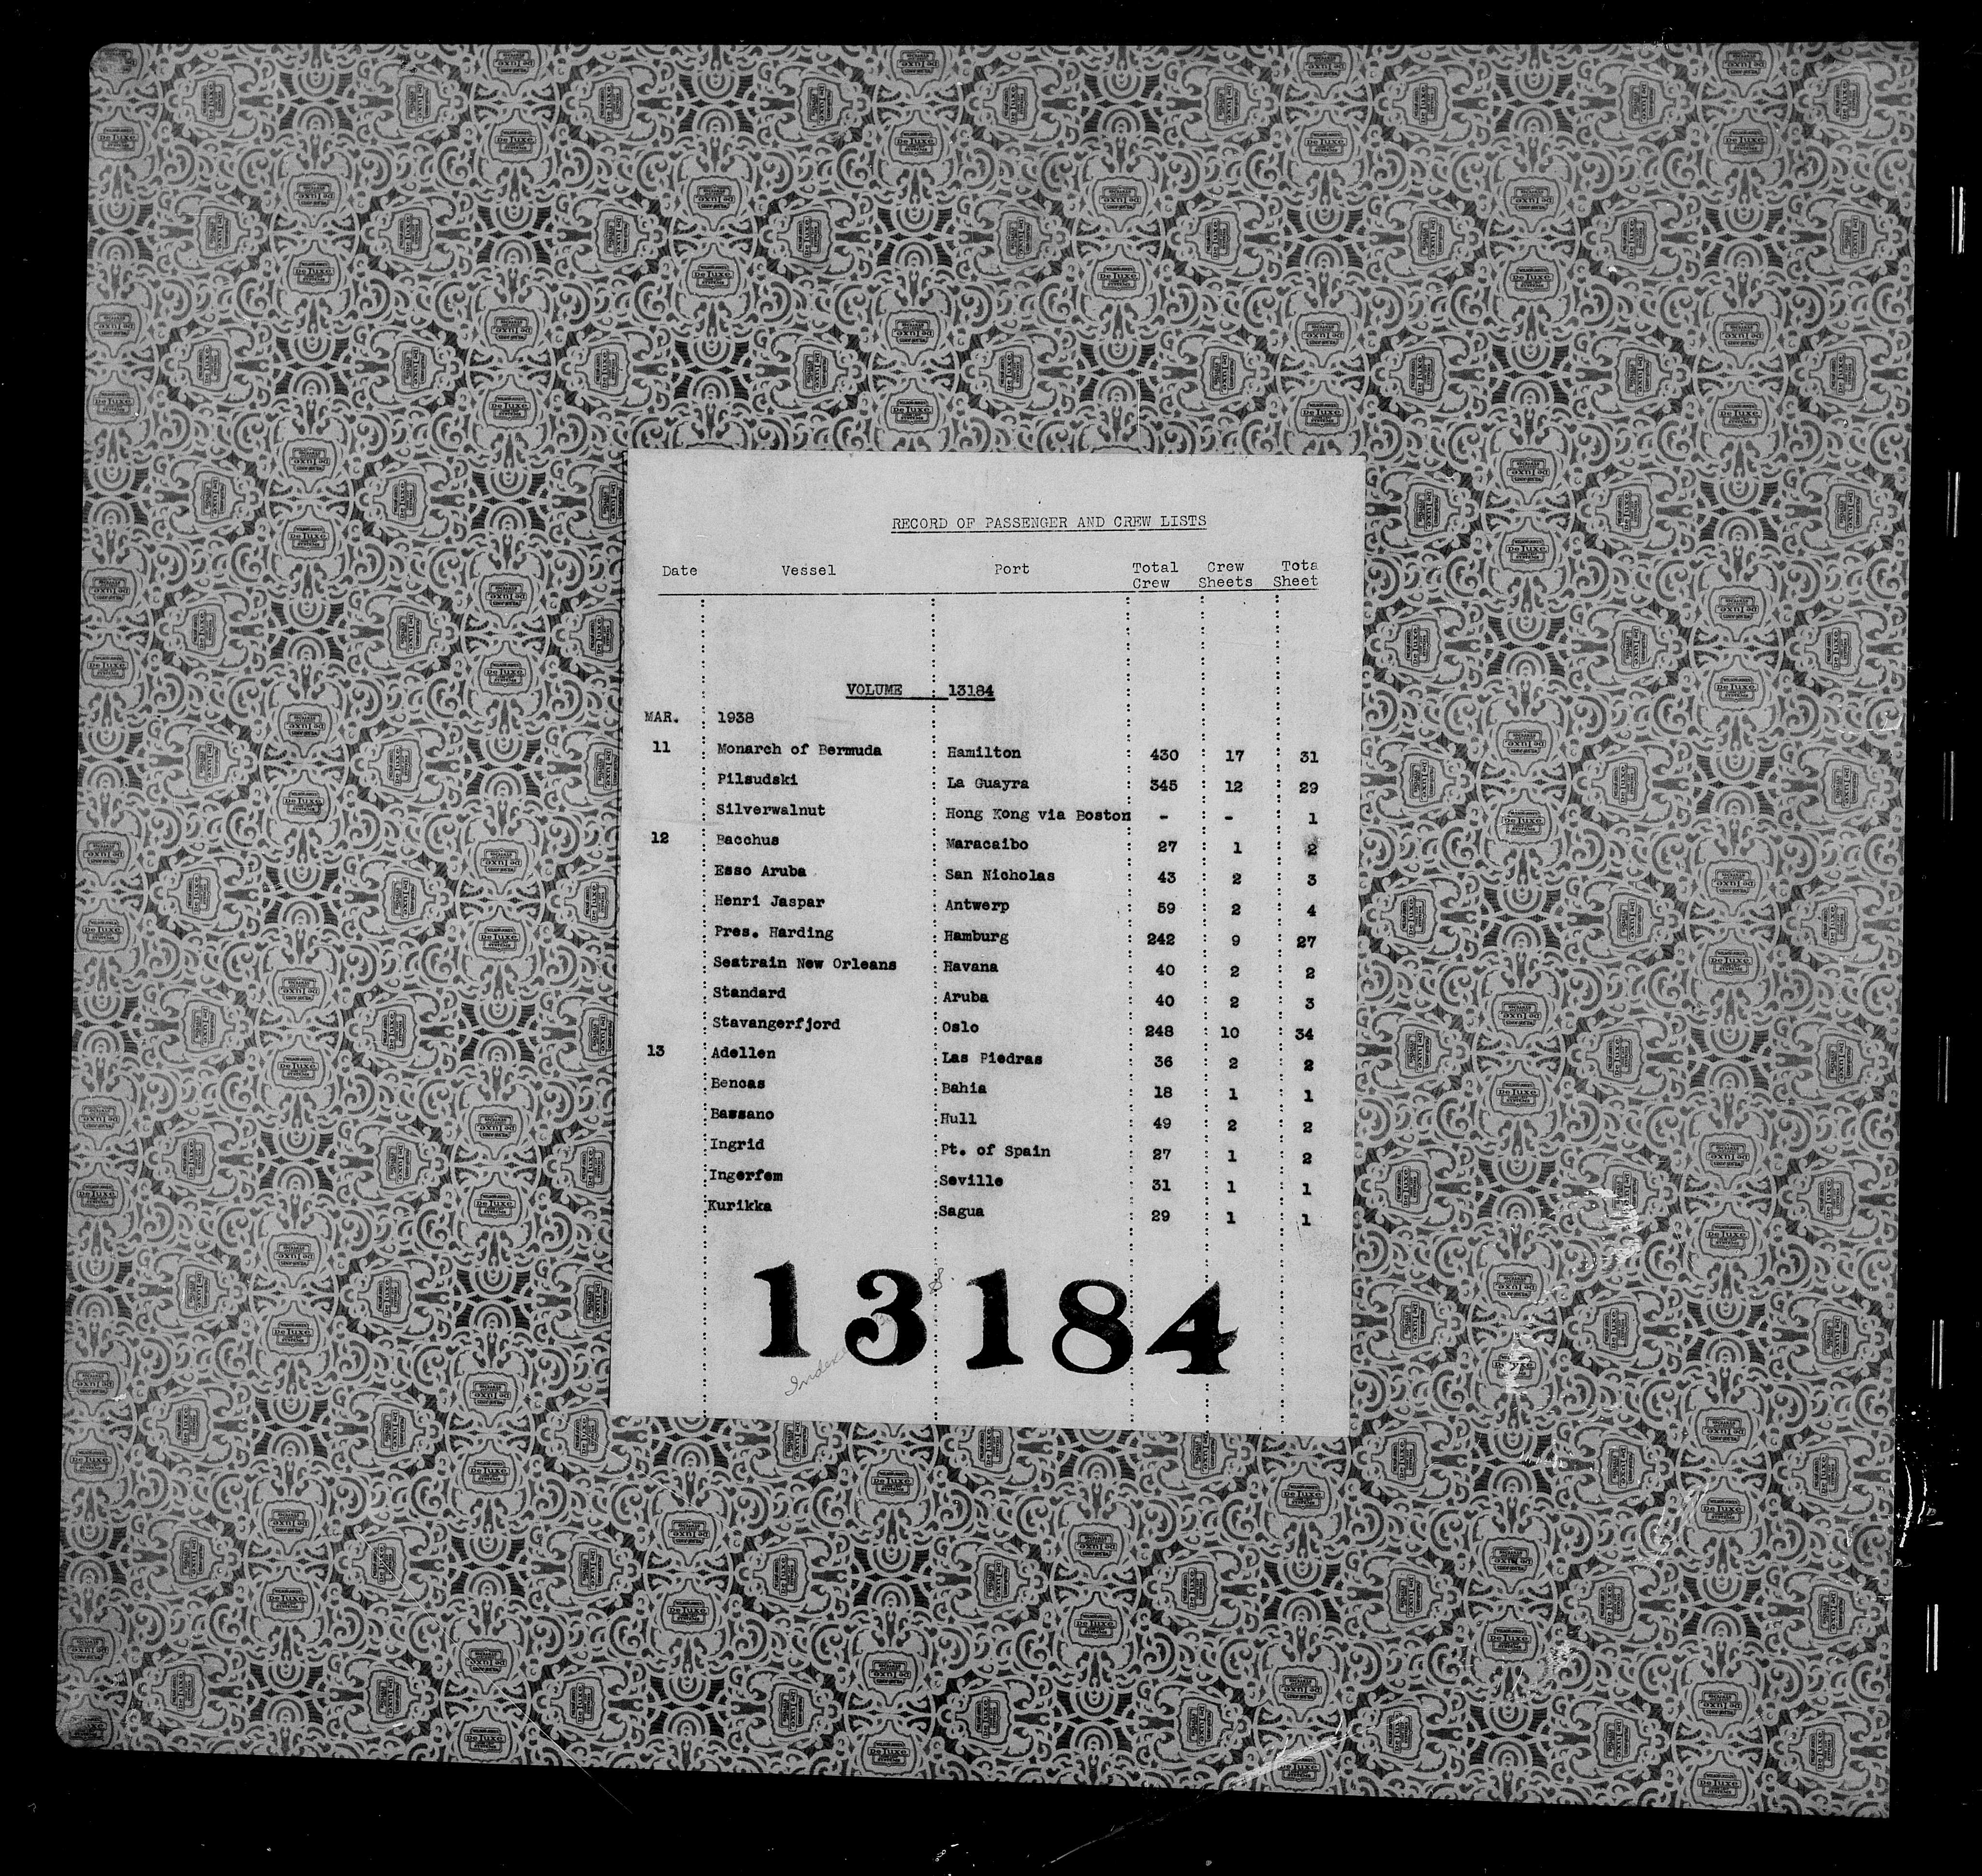 RECORD OF PASSENGER AND CREW LISTS
Date Vessel Port Total Crew Crew Sheets Tota Sheet
VOLUME : 13184
MAR. 1938
11 Monarch of Bermuda Hamilton 430 17 31
Pilsudski La Guayra 345 12 29
Silverwalnut Hong Kong via Boston - - 1
12 Bacchus Maracaibo 27 1 2
Esso Aruba San Nicholas 43 2 3
Henri Jaspar Antwerp 59 2 4
Pres. Harding Hamburg 242 9 27
Seatrain New Orleans Havana 40 2 2
Standard Aruba 40 2 3
Stavangerfjord Oslo 248 10 34
13 Adellen Las Piedras 36 2 2
Bencas Bahia 18 1 1
Bassano Hull 49 2 2
Ingrid Pt. of Spain 27 1 2
Ingerfem Seville 31 1 1
Kurikka Sagua 29 1 1
13184